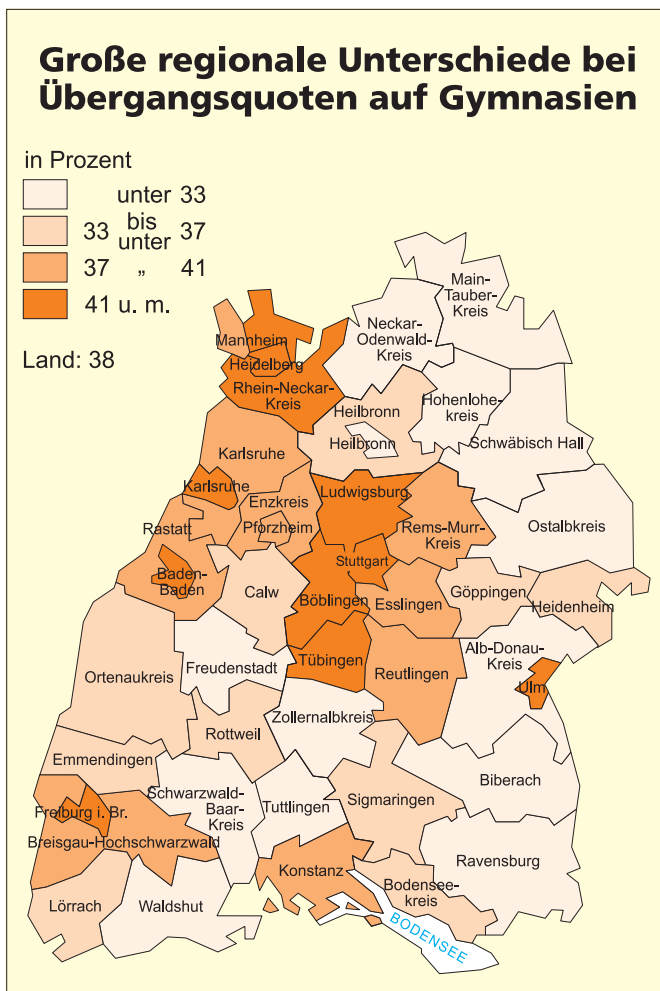 Große regionale Unterschiede bei
Übergangsquoten auf Gymnasien
in Prozent
unter 33
33 bis unter 37
37 „ 41
41 u. m.
Land: 38
Main-
Tauber-
Kreis
Neckar-
Odenwald-
Kreis
Mannheim
Heidelberg
Rhein-Neckar-
Kreis
Hohenlohe-
kreis
Heilbronn
Heilbronn
Schwäbisch Hall
Karlsruhe
Karlsruhe
Ludwigsburg
Enzkreis
Pforzheim
Rems-Murr-
Kreis
Rastatt
Ostalbkreis
Stuttgart
Baden-
Baden
Calw
Böblingen
Esslingen
Göppingen
Heidenheim
Alb-Donau-
Kreis
Tübingen
Freudenstadt
Reutlingen
Ortenaukreis
Ulm
Zollernalbkreis
Rottweil
Emmendingen
Biberach
Schwarzwald-
Baar-
Kreis
Tuttlingen
Sigmaringen
Freiburg i. Br.
Breisgau-Hochschwarzwald
Konstanz
Ravensburg
Bodensee-
kreis
Lörrach
Waldshut
BODENSEE